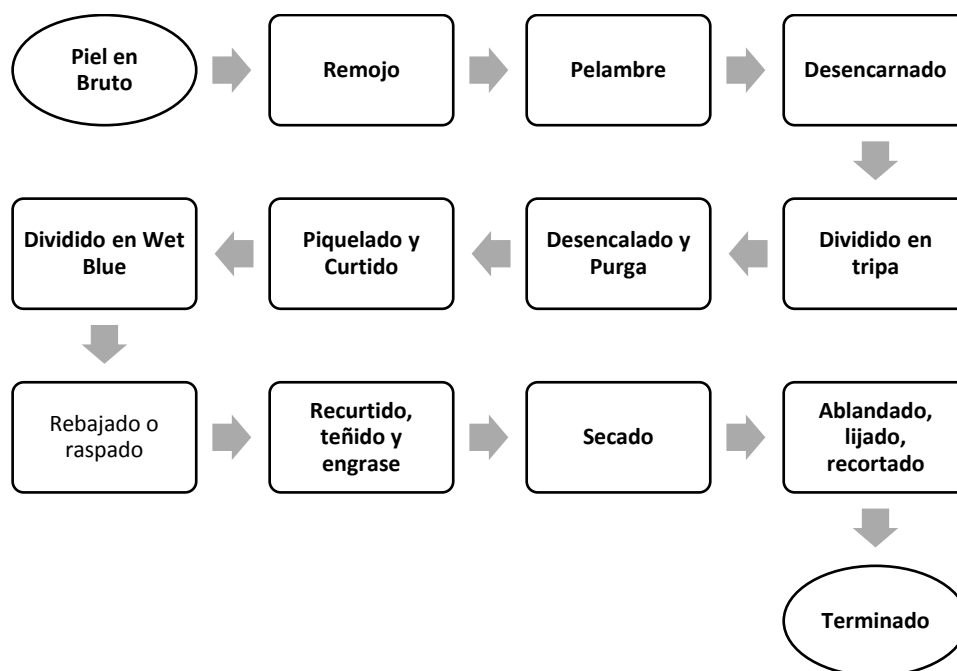 Piel en
Bruto
Remojo
Pelambre
Desencarnado
Dividido en
tripa
Desencalado y
Purga
Piquelado y
Curtido
Dividido en Wet
Blue
Rebajado o
raspado
Recurtido,
teñido y
engrase
Secado
Ablandado,
lijado,
recortado
Terminado